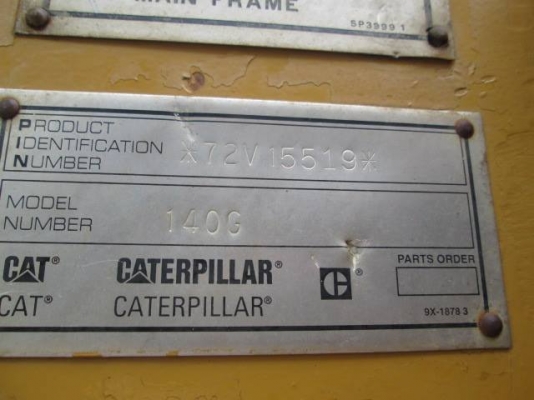 MAIN FRAME
5P3999 1
PRODUCT
IDENTIFICATION
NUMBER
*72V15519*
MODEL
NUMBER
140G
CAT® CATERPILLAR® C®
PARTS ORDER
CAT® CATERPILLAR®
9X-1878 3